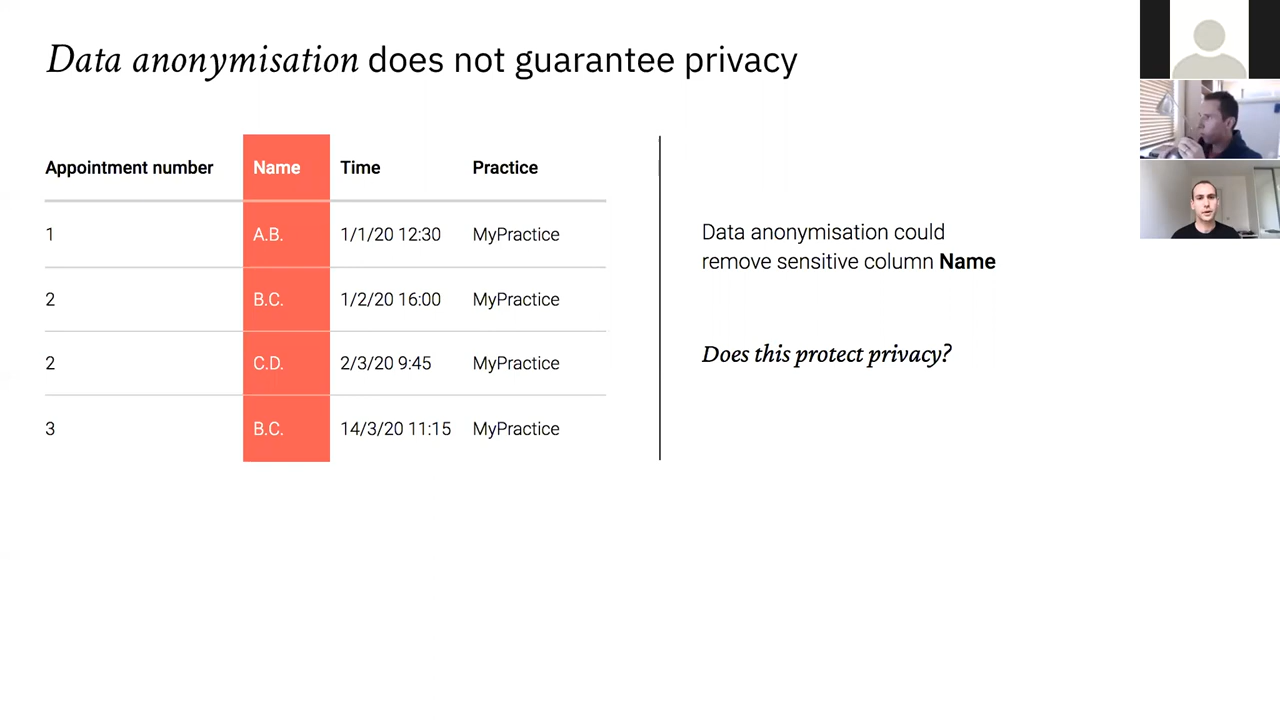 Data anonymisation does not guarantee privacy
Appointment number Name Time Practice
1 A.B. 1/1/20 12:30 MyPractice
2 B.C. 1/2/20 16:00 MyPractice
2 C.D. 2/3/20 9:45 MyPractice
3 B.C. 14/3/20 11:15 MyPractice
Data anonymisation could
remove sensitive column Name
Does this protect privacy?